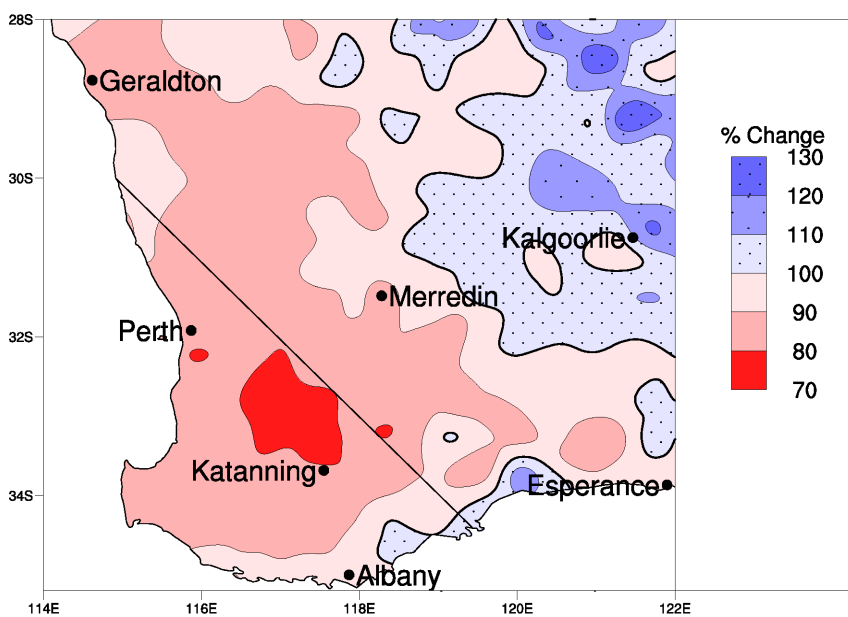 28S
Geraldton
% Change
130
30S
120
110
Kalgoorlie
100
Merredin
90
Perth
32S
80
70
Katanning
34S
Esperance
Albany
114E 116E 118E 120E 122E